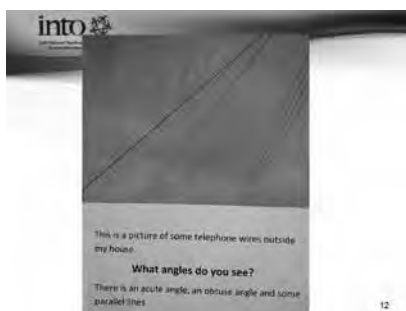 into
This is a picture of some telephone wires outside
my house.
What angles do you see?
There is an acute angle, an obtuse angle and some
parallel lines
12